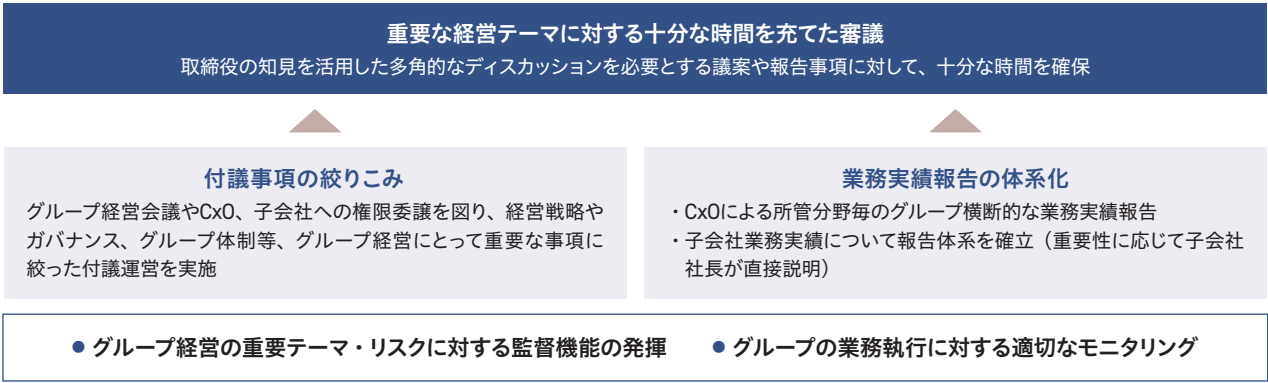 重要な経営テーマに対する十分な時間を充てた審議
取締役の知見を活用した多角的なディスカッションを必要とする議案や報告事項に対して、十分な時間を確保
付議事項の絞りこみ
グループ経営会議やCxO、子会社への権限委譲を図り、経営戦略や
ガバナンス、グループ体制等、グループ経営にとって重要な事項に
絞った付議運営を実施
業務実績報告の体系化
・CxOによる所管分野毎のグループ横断的な業務実績報告
・子会社業務実績について報告体系を確立（重要性に応じて子会社
社長が直接説明）
● グループ経営の重要テーマ・リスクに対する監督機能の発揮
● グループの業務執行に対する適切なモニタリング